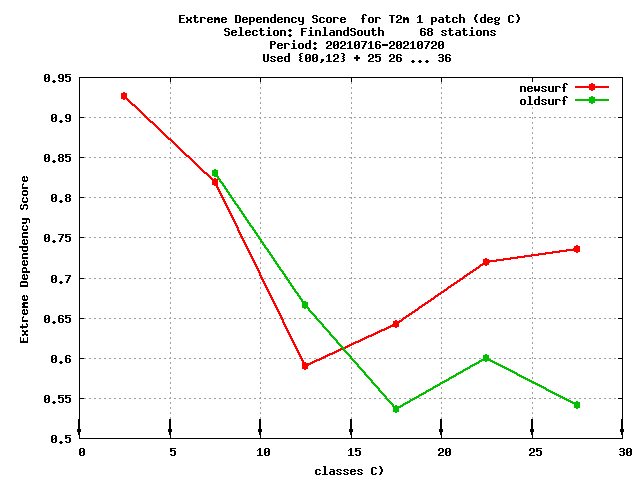 Extreme Dependency Score  for T2m 1 patch (deg C)
Selection: FinlandSouth     68 stations
Period: 20210716-20210720
Used {00,12} + 25 26 ... 36
newsurf
oldsurf
Extreme Dependency Score
0.95
0.9
0.85
0.8
0.75
0.7
0.65
0.6
0.55
0.5
0 5 10 15 20 25 30
classes C)